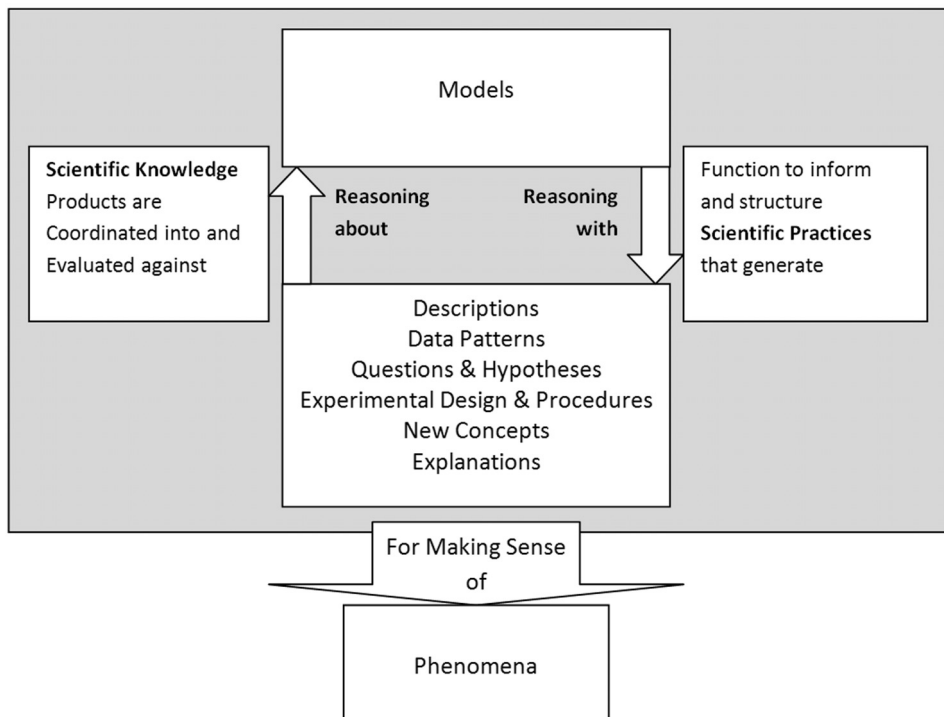 Models
Scientific Knowledge
Products are
Coordinated into and
Evaluated against
Reasoning
about
Reasoning
with
Function to inform
and structure
Scientific Practices
that generate
Descriptions
Data Patterns
Questions & Hypotheses
Experimental Design & Procedures
New Concepts
Explanations
For Making Sense
of
Phenomena